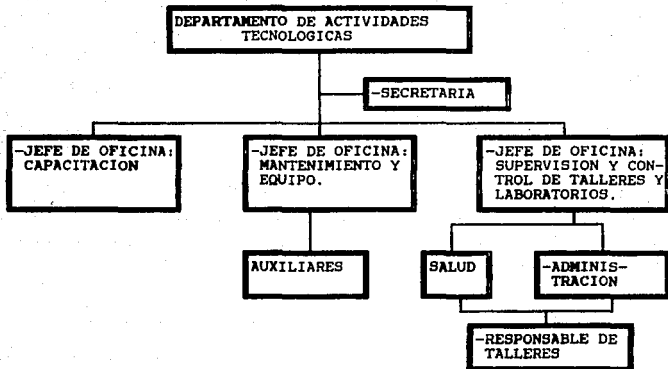 DEPARTAMENTO DE ACTIVIDADES
TECNOLOGICAS
-SECRETARIA
-JEFE DE OFICINA:
CAPACITACION
-JEFE DE OFICINA:
MANTENIMIENTO Y
EQUIPO.
-JEFE DE OFICINA:
SUPERVISION Y CON-
TROL DE TALLERES Y
LABORATORIOS.
AUXILIARES
SALUD
-ADMINIS-
TRACION
-RESPONSABLE DE
TALLERES